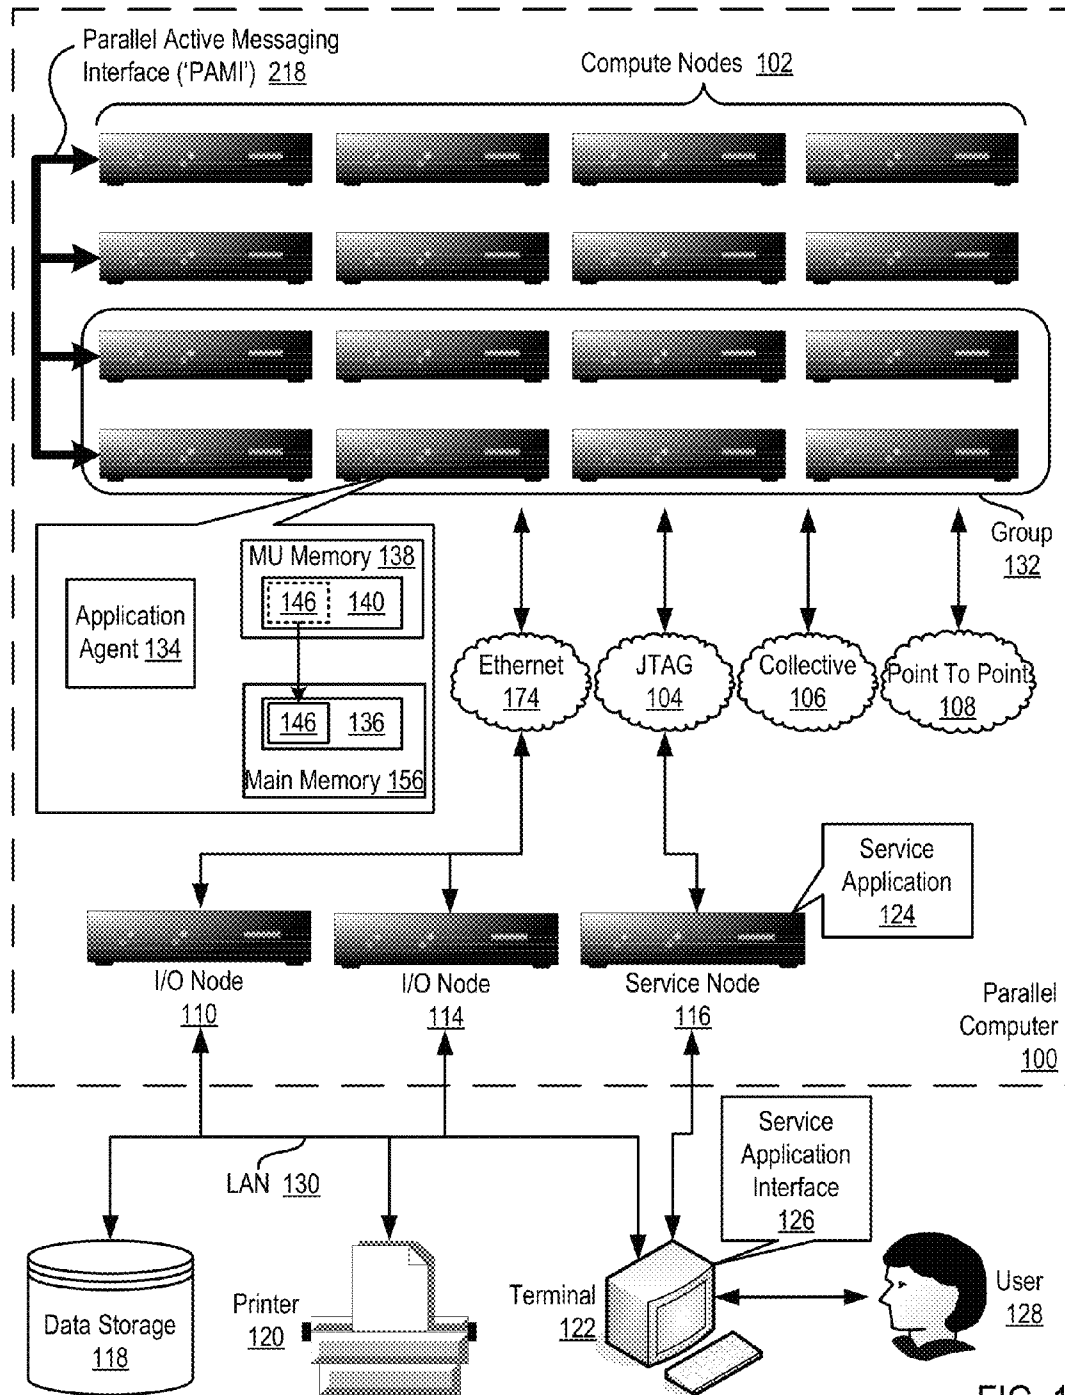 Parallel Active Messaging
Interface ('PAMI') 218
Compute Nodes 102
Group
132
MU Memory 138
146 140
Application
Agent 134
146 136
Main Memory 156
Ethernet
174
JTAG
104
Collective
106
Point To Point
108
Service
Application
124
I/O Node
110
I/O Node
114
Service Node
116
Parallel
Computer
100
Service
Application
Interface
126
LAN 130
Data Storage
118
Printer
120
Terminal
122
User
128
FIG. 1